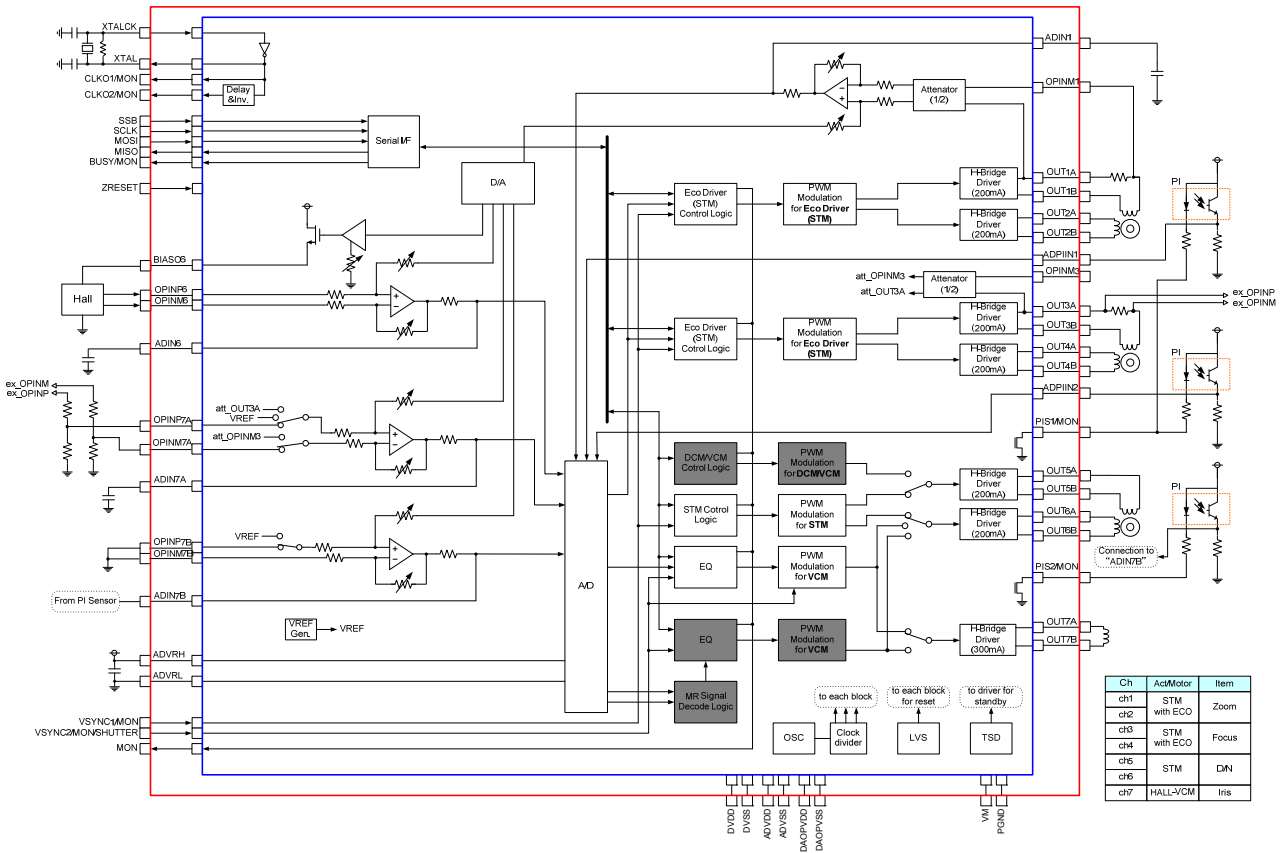 XTALCK
XTAL
CLKO1/MON
CLKO2/MON
Delay
&Inv.
SSB
SCLK
MOSI
MISO
BUSY/MON
Serial I/F
ZRESET
D/A
BIASO6
Hall
OPINP6
OPINM6
ADIN6
ex_OPINM
ex_OPINP
att_OUT3A
VREF
OPINP7A
att_OPINM3
OPINM7A
ADIN7A
VREF
OPINP7B
OPINM7B
From PI Sensor
ADIN7B
VREF
Gen.
VREF
ADVRH
ADVRL
VSYNC1/MON
VSYNC2/MON/SHUTTER
MON
A/D
ADIN1
OPINM1
Attenator
(1/2)
Eco Driver
(STM)
Control Logic
PWM
Modulation
for Eco Driver
(STM)
H-Bridge
Driver
(200mA)
H-Bridge
Driver
(200mA)
OUT1A
OUT1B
OUT2A
OUT2B
PI
ADPIIN1
OPINM3
att_OPINM3
att_OUT3A
Attenator
(1/2)
Eco Driver
(STM)
Cotrol Logic
PWM
Modulation
for Eco Driver
(STM)
H-Bridge
Driver
(200mA)
H-Bridge
Driver
(200mA)
OUT3A
OUT3B
OUT4A
OUT4B
ex_OPINP
ex_OPINM
PI
ADPIIN2
PIS1/MON
DCM/VCM
Cotrol Logic
PWM
Modulation
for DCM/VCM
STM Cotrol
Logic
PWM
Modulation
for STM
H-Bridge
Driver
(200mA)
H-Bridge
Driver
(200mA)
OUT5A
OUT5B
OUT6A
OUT6B
PI
Connection to
"ADIN7B"
EQ
PWM
Modulation
for VCM
PIS2/MON
EQ
PWM
Modulation
for VCM
H-Bridge
Driver
(300mA)
OUT7A
OUT7B
MR Signal
Decode Logic
to each block
to each block
for reset
to driver for
standby
OSC
Clock
divider
LVS
TSD
DVDD
DVSS
ADVDD
ADVSS
DAOPVDD
DAOPVSS
VM
PGND
Ch Act/Motor Item
ch1
ch2
STM
with ECO
Zoom
ch3
ch4
STM
with ECO
Focus
ch5
ch6
STM
D/N
ch7 HALL-VCM Iris